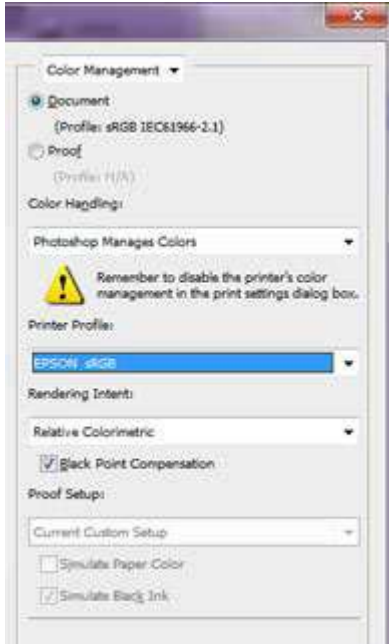 Color Management
Document
(Profile: sRGB IEC61966-2.1)
Proof
(Profile: N/A)
Color Handling:
Photoshop Manages Colors
Remember to disable the printer's color
management in the print settings dialog box.
Printer Profile:
EPSON sRGB
Rendering Intent:
Relative Colorimetric
Black Point Compensation
Proof Setup:
Current Custom Setup
Simulate Paper Color
Simulate Black Ink